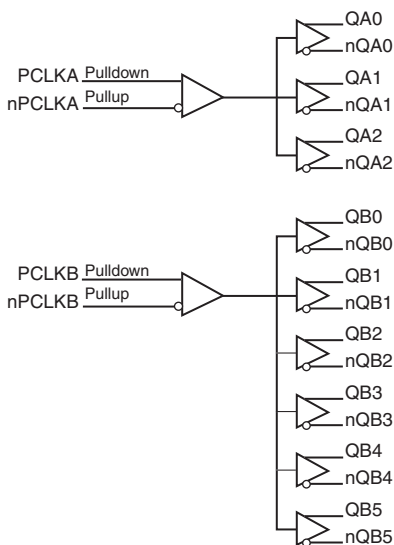 QA0
nQA0
PCLKA Pulldown
QA1
nPCLKA Pullup
nQA1
QA2
nQA2
QB0
nQB0
PCLKB Pulldown
QB1
nPCLKB Pullup
nQB1
QB2
nQB2
QB3
nQB3
QB4
nQB4
QB5
nQB5